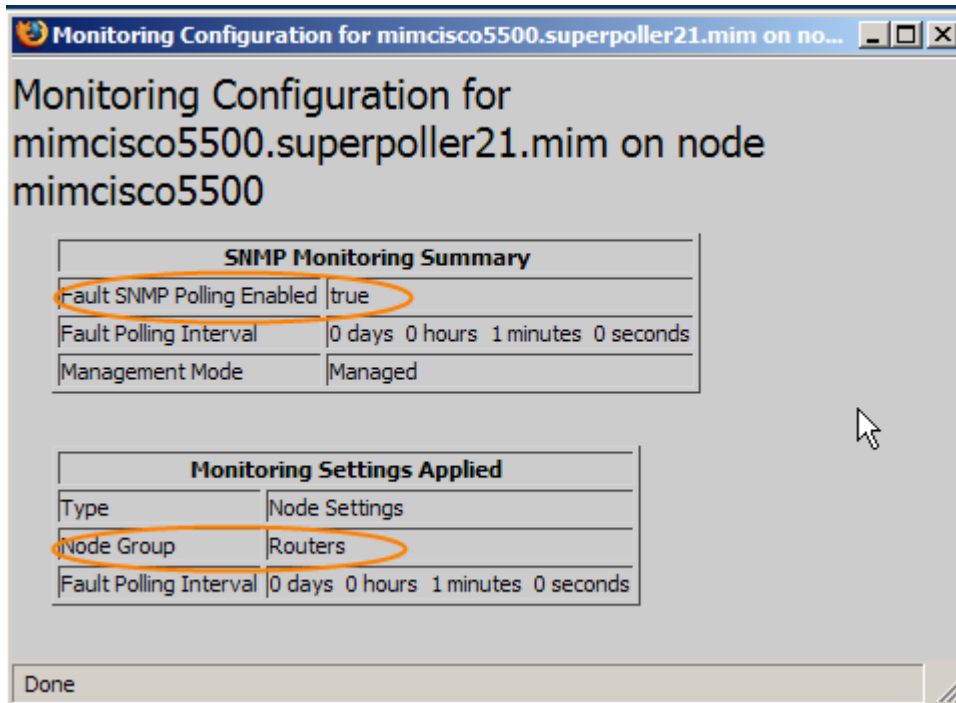 Monitoring Configuration for mimcisco5500.superpoller21.mim on no...
Monitoring Configuration for
mimcisco5500.superpoller21.mim on node
mimcisco5500
SNMP Monitoring Summary
Fault SNMP Polling Enabled true
Fault Polling Interval 0 days 0 hours 1 minutes 0 seconds
Management Mode Managed
Monitoring Settings Applied
Type Node Settings
Node Group Routers
Fault Polling Interval 0 days 0 hours 1 minutes 0 seconds
Done